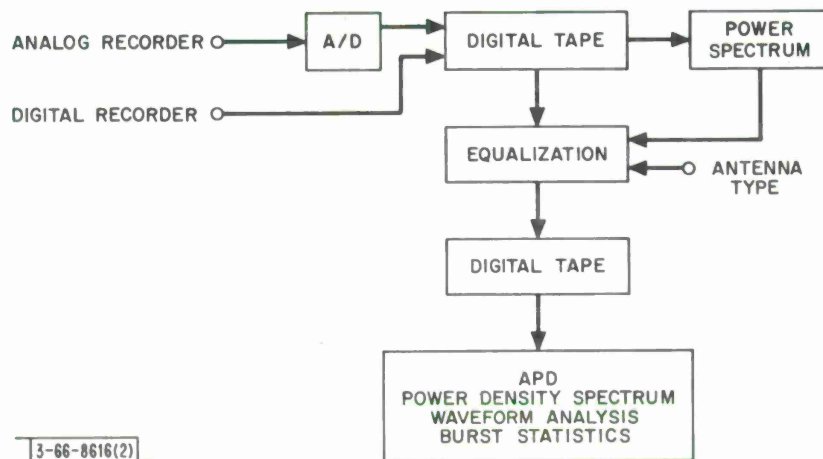 ANALOG RECORDER
A/D
DIGITAL TAPE
POWER
SPECTRUM
DIGITAL RECORDER
EQUALIZATION
ANTENNA
TYPE
DIGITAL TAPE
APD
POWER DENSITY SPECTRUM
WAVEFORM ANALYSIS
BURST STATISTICS
3-66-8616(2)